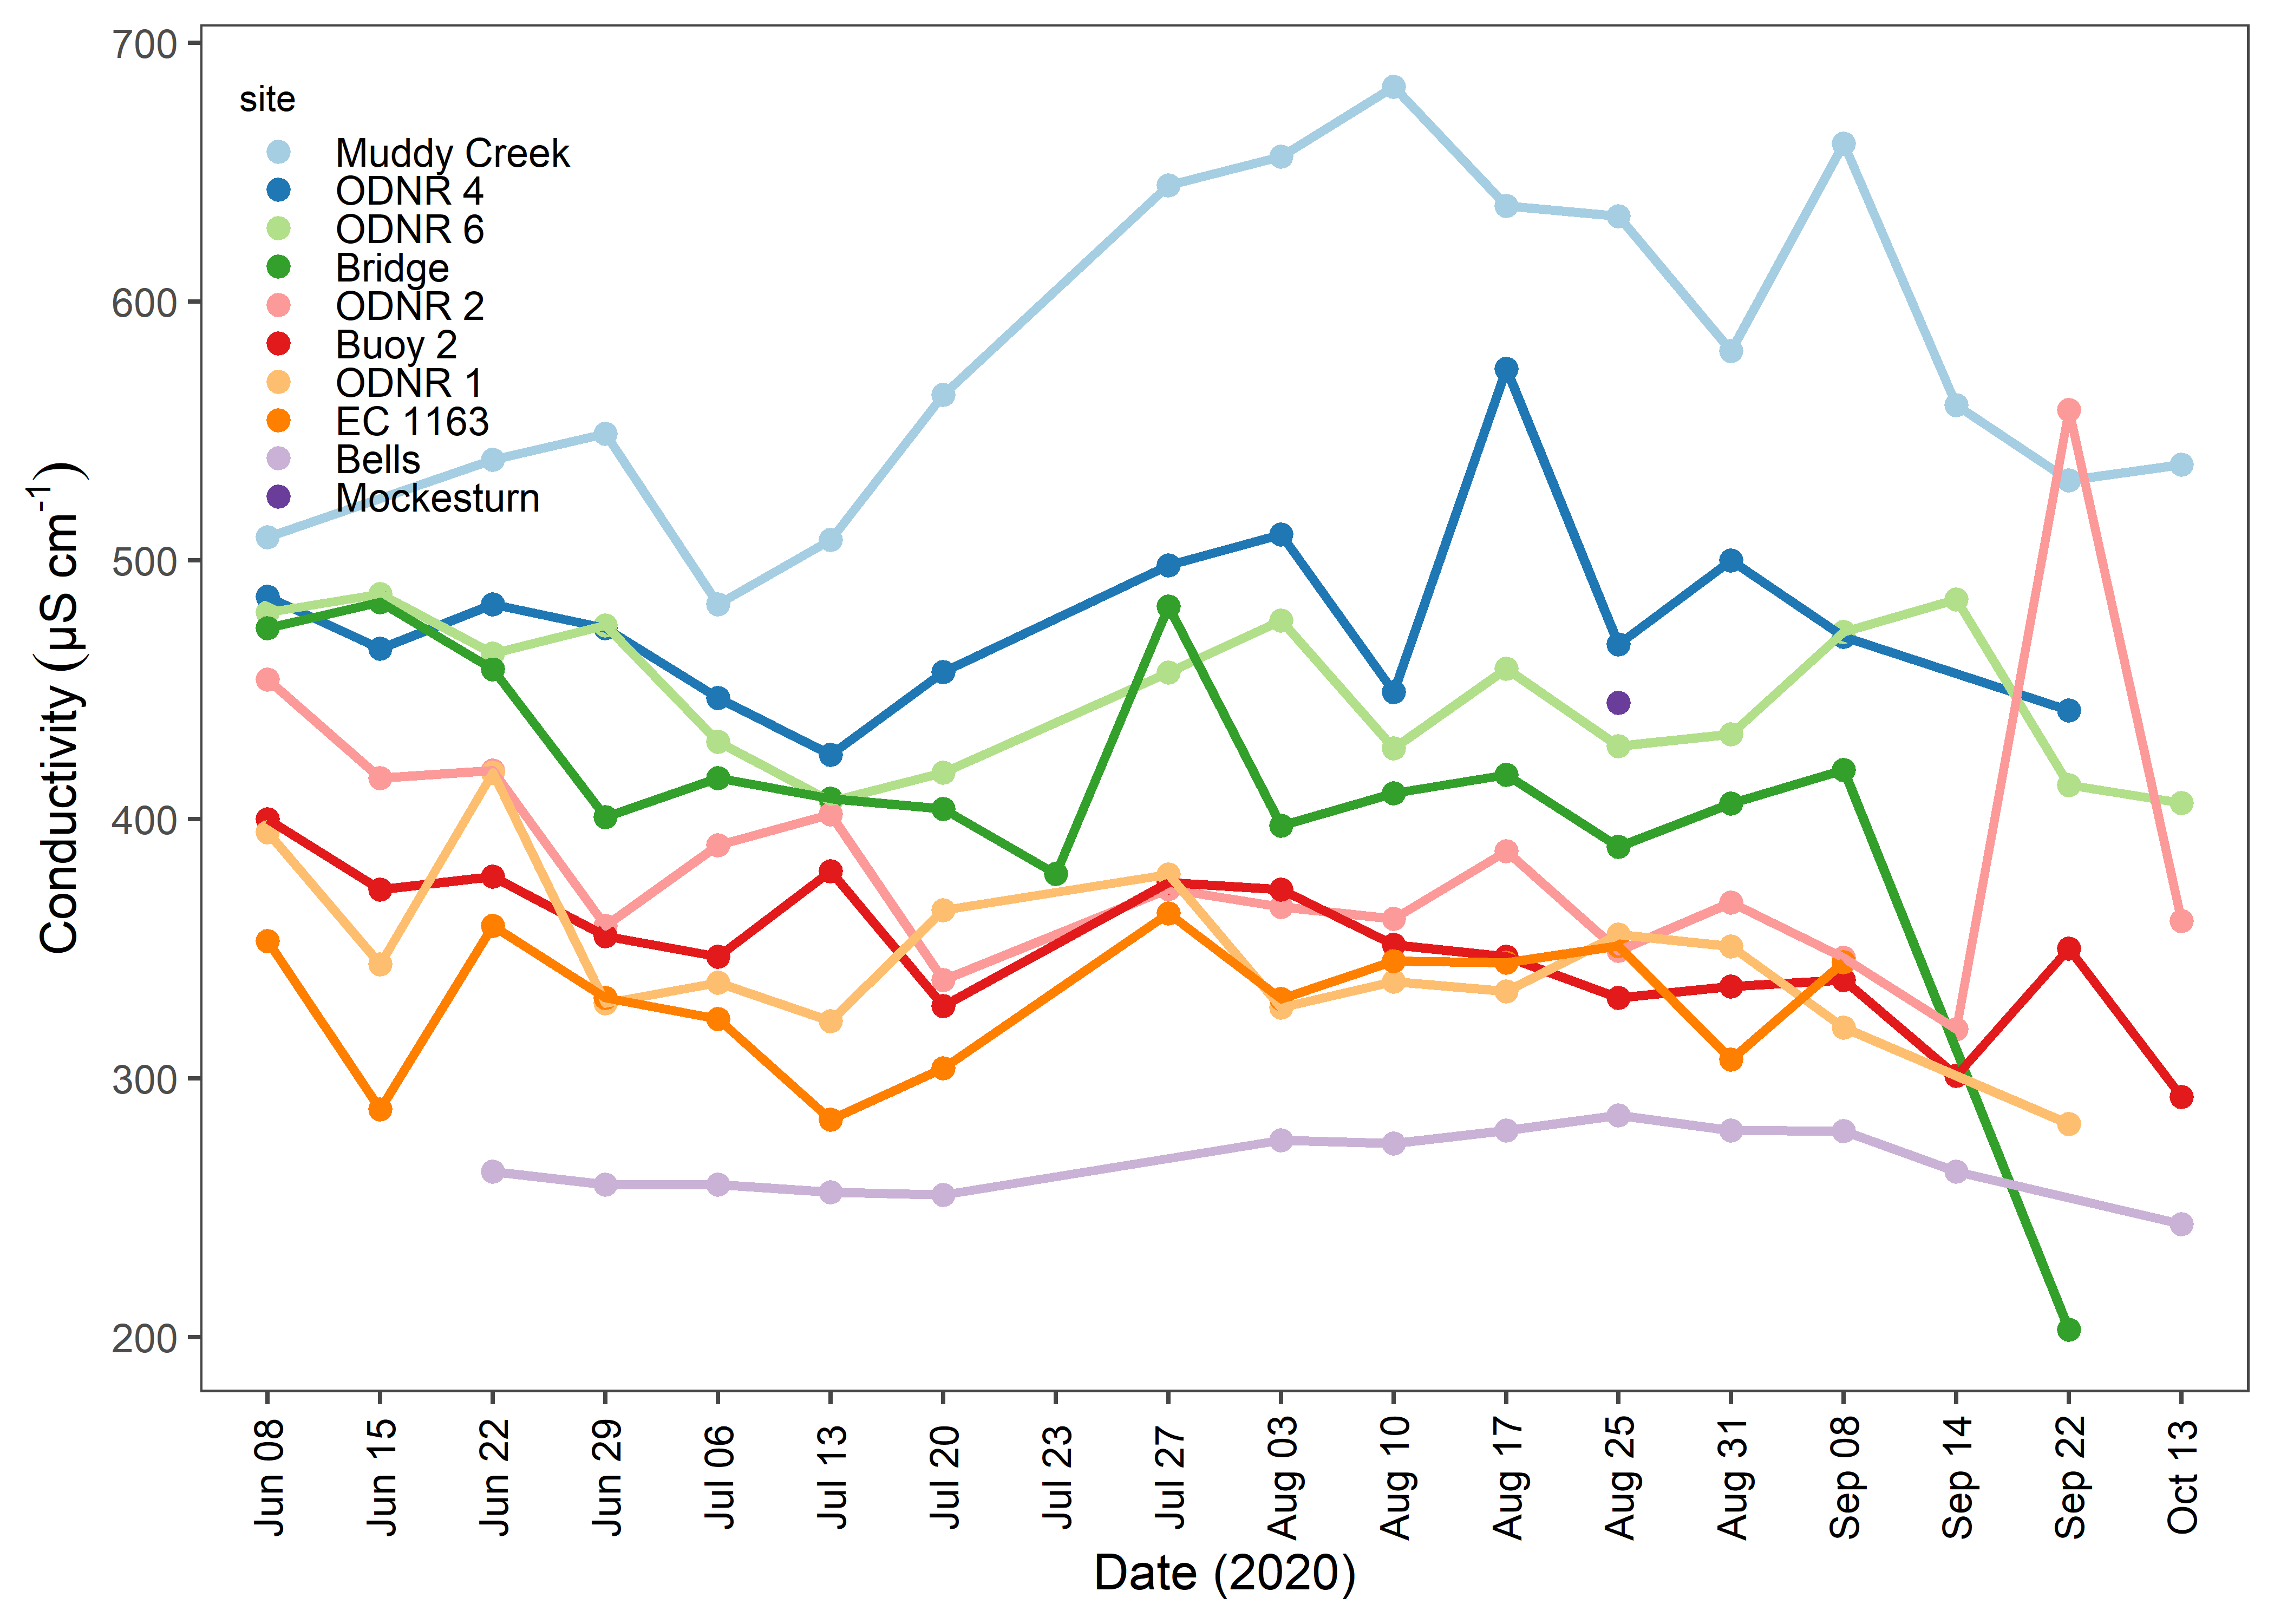 700
600
500
400
300
200
Conductivity (µS cm-1)
site
Muddy Creek
ODNR 4
ODNR 6
Bridge
ODNR 2
Buoy 2
ODNR 1
EC 1163
Bells
Mockesturn
Jun 08
Jun 15
Jun 22
Jun 29
Jul 06
Jul 13
Jul 20
Jul 23
Jul 27
Aug 03
Aug 10
Aug 17
Aug 25
Aug 31
Sep 08
Sep 14
Sep 22
Oct 13
Date (2020)